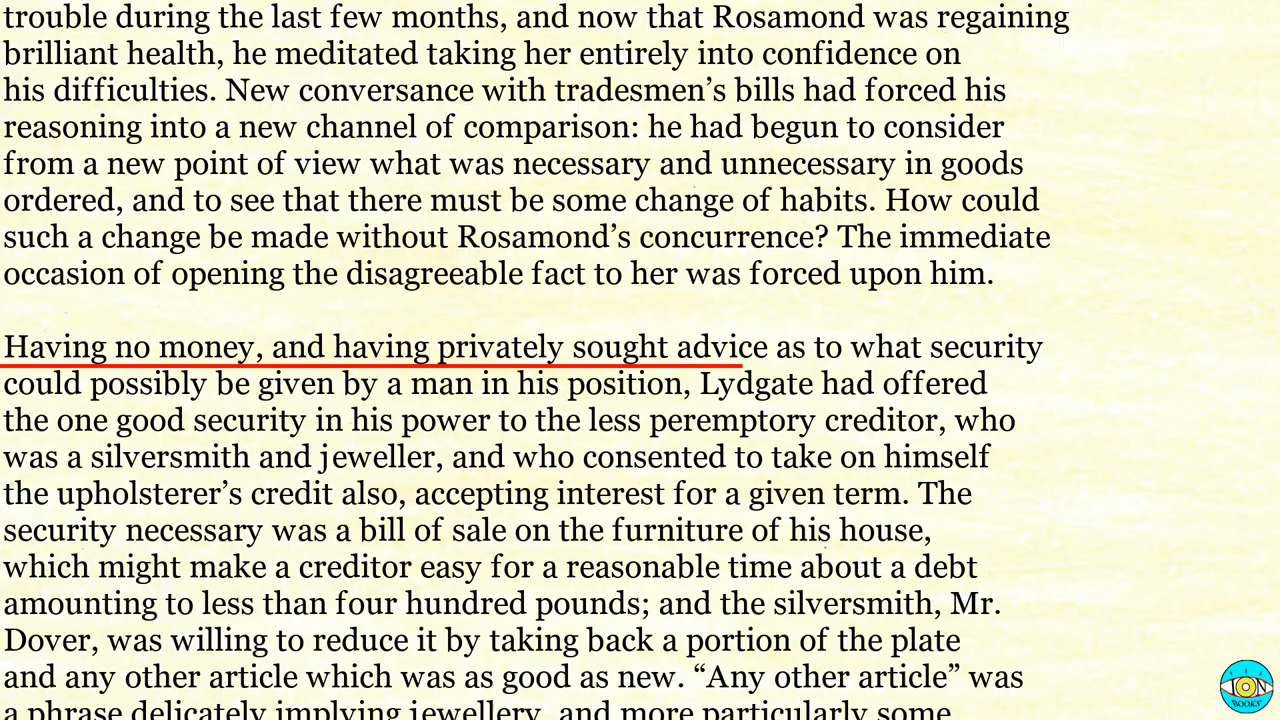 trouble during the last few months, and now that Rosamond was regaining
brilliant health, he meditated taking her entirely into confidence on
his difficulties. New conversance with tradesmen’s bills had forced his
reasoning into a new channel of comparison: he had begun to consider
from a new point of view what was necessary and unnecessary in goods
ordered, and to see that there must be some change of habits. How could
such a change be made without Rosamond’s concurrence? The immediate
occasion of opening the disagreeable fact to her was forced upon him.
Having no money, and having privately sought advice as to what security
could possibly be given by a man in his position, Lydgate had offered
the one good security in his power to the less peremptory creditor, who
was a silversmith and jeweller, and who consented to take on himself
the upholsterer’s credit also, accepting interest for a given term. The
security necessary was a bill of sale on the furniture of his house,
which might make a creditor easy for a reasonable time about a debt
amounting to less than four hundred pounds; and the silversmith, Mr.
Dover, was willing to reduce it by taking back a portion of the plate
and any other article which was as good as new. “Any other article” was
a phrase delicately implying jewellery, and more particularly some
ION
BOOKS